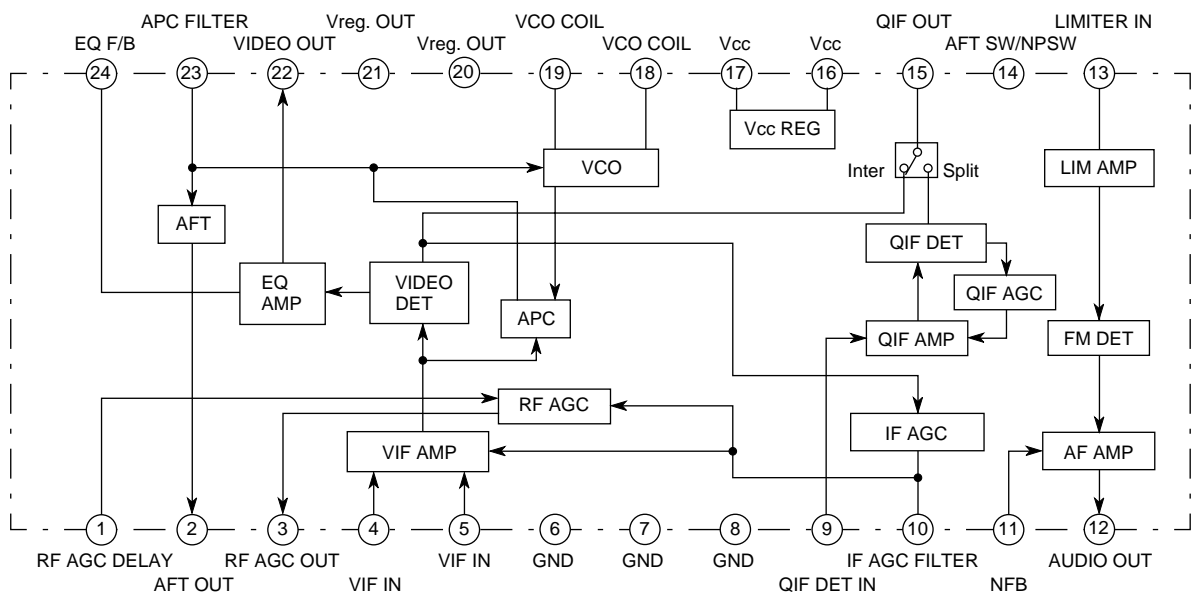 APC FILTER Vreg. OUT VCO COIL QIF OUT LIMITER IN
EQ F/B VIDEO OUT Vreg. OUT VCO COIL Vcc Vcc AFT SW/NPSW
24 23 22 21 20 19 18 17 16 15 14 13
Vcc REG
VCO
Inter Split
LIM AMP
AFT
QIF DET
EQ
AMP
VIDEO
DET
QIF AGC
APC
QIF AMP
FM DET
RF AGC
IF AGC
VIF AMP
AF AMP
1 2 3 4 5 6 7 8 9 10 11 12
RF AGC DELAY RF AGC OUT VIF IN GND GND GND IF AGC FILTER AUDIO OUT
AFT OUT VIF IN QIF DET IN NFB